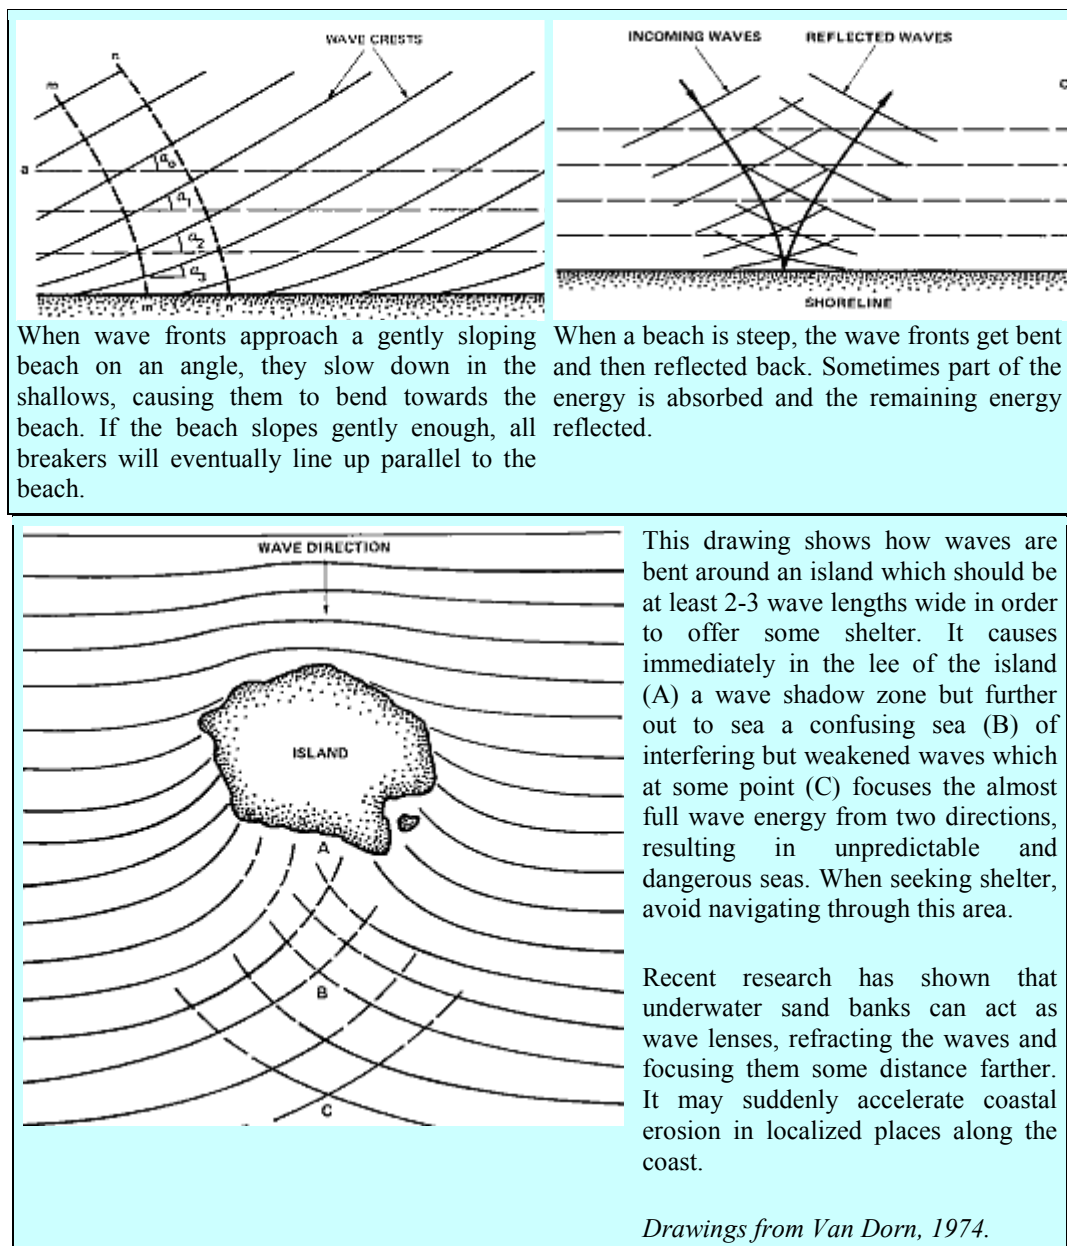 WAVE CRESTS
n
m
a
α₀
α₁
α₂
α₃
m'
n'
INCOMING WAVES
REFLECTED WAVES
SHORELINE
When wave fronts approach a gently sloping
beach on an angle, they slow down in the
shallows, causing them to bend towards the
beach. If the beach slopes gently enough, all
breakers will eventually line up parallel to the
beach.
When a beach is steep, the wave fronts get bent
and then reflected back. Sometimes part of the
energy is absorbed and the remaining energy
reflected.
WAVE DIRECTION
ISLAND
A
B
C
This drawing shows how waves are
bent around an island which should be
at least 2-3 wave lengths wide in order
to offer some shelter. It causes
immediately in the lee of the island
(A) a wave shadow zone but further
out to sea a confusing sea (B) of
interfering but weakened waves which
at some point (C) focuses the almost
full wave energy from two directions,
resulting in unpredictable and
dangerous seas. When seeking shelter,
avoid navigating through this area.
Recent research has shown that
underwater sand banks can act as
wave lenses, refracting the waves and
focusing them some distance farther.
It may suddenly accelerate coastal
erosion in localized places along the
coast.
Drawings from Van Dorn, 1974.